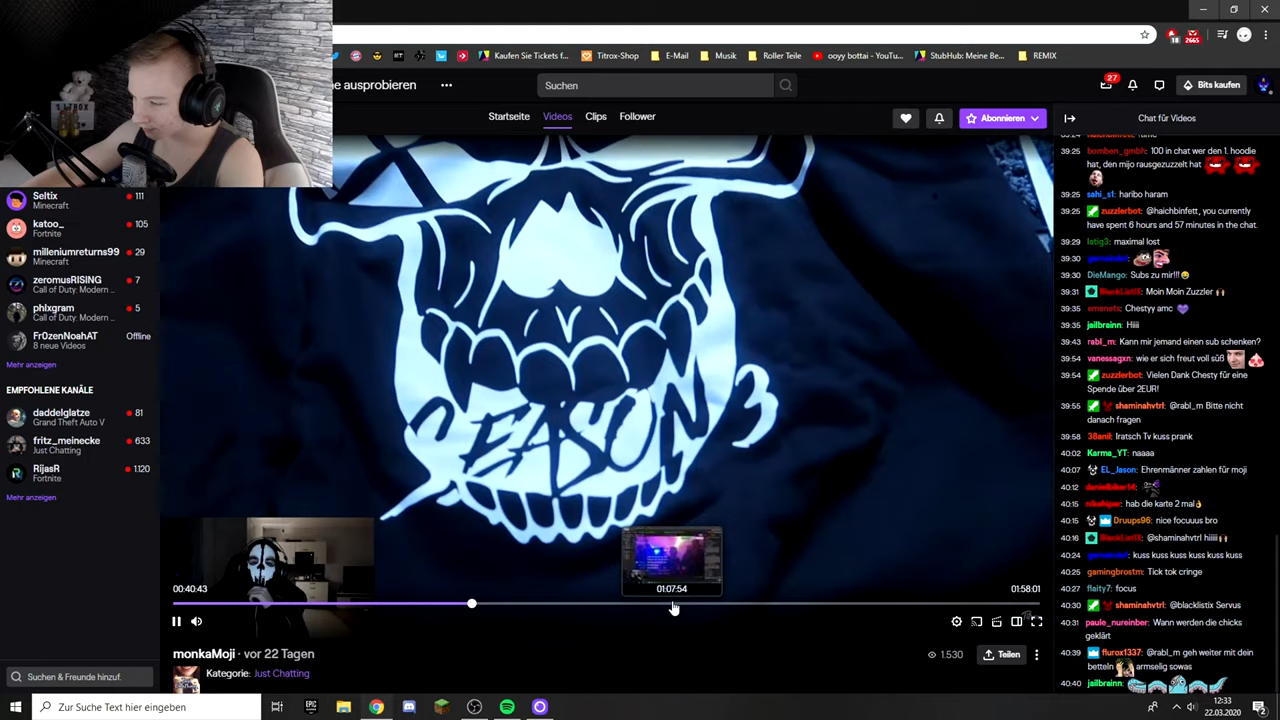 Kaufen Sie Tickets f...
Titrox-Shop
E-Mail
Musik
Roller Teile
ooyy bottai - YouTu...
StubHub: Meine Be...
REMIX
e ausprobieren
Suchen
27
Bits kaufen
Startseite
Videos
Clips
Follower
Abonnieren
Chat für Videos
Seltix
111
Minecraft
katoo_
105
Fortnite
milleniumreturns99
29
Minecraft
zeromusRISING
7
Call of Duty: Modern ...
phlxgram
5
Call of Duty: Modern ...
Fr0zenNoahAT
Offline
8 neue Videos
Mehr anzeigen
EMPFOHLENE KANÄLE
daddelglatze
81
Grand Theft Auto V
fritz_meinecke
633
Just Chatting
RijasR
1.120
Fortnite
Mehr anzeigen
Suchen & Freunde hinzuf.
SEASON 3
00:40:43
01:07:54
01:58:01
monkaMoji - vor 22 Tagen
Kategorie: Just Chatting
1.530
Teilen
39:25 bomben_gmbh: 100 in chat wer den 1. hoodie
hat, den mijo rausgezuzzelt hat
39:25 sahi_s1: haribo haram
39:25 zuzzlerbot: @haichbinfett, you currently
have spent 6 hours and 57 minutes in the chat.
39:29 latig3: maximal lost
39:30
39:30 DieMango: Subs zu mir!!!
39:31 Moin Moin Zuzzler
39:35 emenets: Chestyy amc
39:35 jailbrainn: Hiiii
39:43 rabl_m: Kann mir jemand einen sub schenken?
39:54 vanessagxn: wie er sich freut voll süß
39:54 zuzzlerbot: Vielen Dank Chesty für eine
Spende über 2EUR!
39:55 shaminahvtrl: @rabl_m Bitte nicht
danach fragen
39:58 38anil: Iratsch Tv kuss prank
40:02 Karma_YT: naaaa
40:07 EL_Jason: Ehrenmänner zahlen für moji
40:12
40:15 hab die karte 2 mal
40:15 Druups96: nice focuuus bro
40:16 @shaminahvtrl hiiiii
40:24 kuss kuss kuss kuss kuss kuss
40:25 gamingbrostm: Tick tok cringe
40:27 flaity7: focus
40:30 shaminahvtrl: @blacklistix Servus
40:31 paule_nureinber: Wann werden die chicks
geklärt
40:39 flurox1337: @rabl_m geh weiter mit dein
betteln armselig sowas
40:40 jailbrainn:
Zur Suche Text hier eingeben
12:33
22.03.2020
2